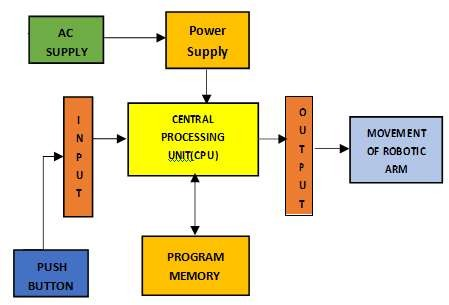 AC
SUPPLY
Power
Supply
I
N
P
U
T
CENTRAL
PROCESSING
UNIT(CPU)
O
U
T
P
U
T
MOVEMENT
OF ROBOTIC
ARM
PUSH
BUTTON
PROGRAM
MEMORY